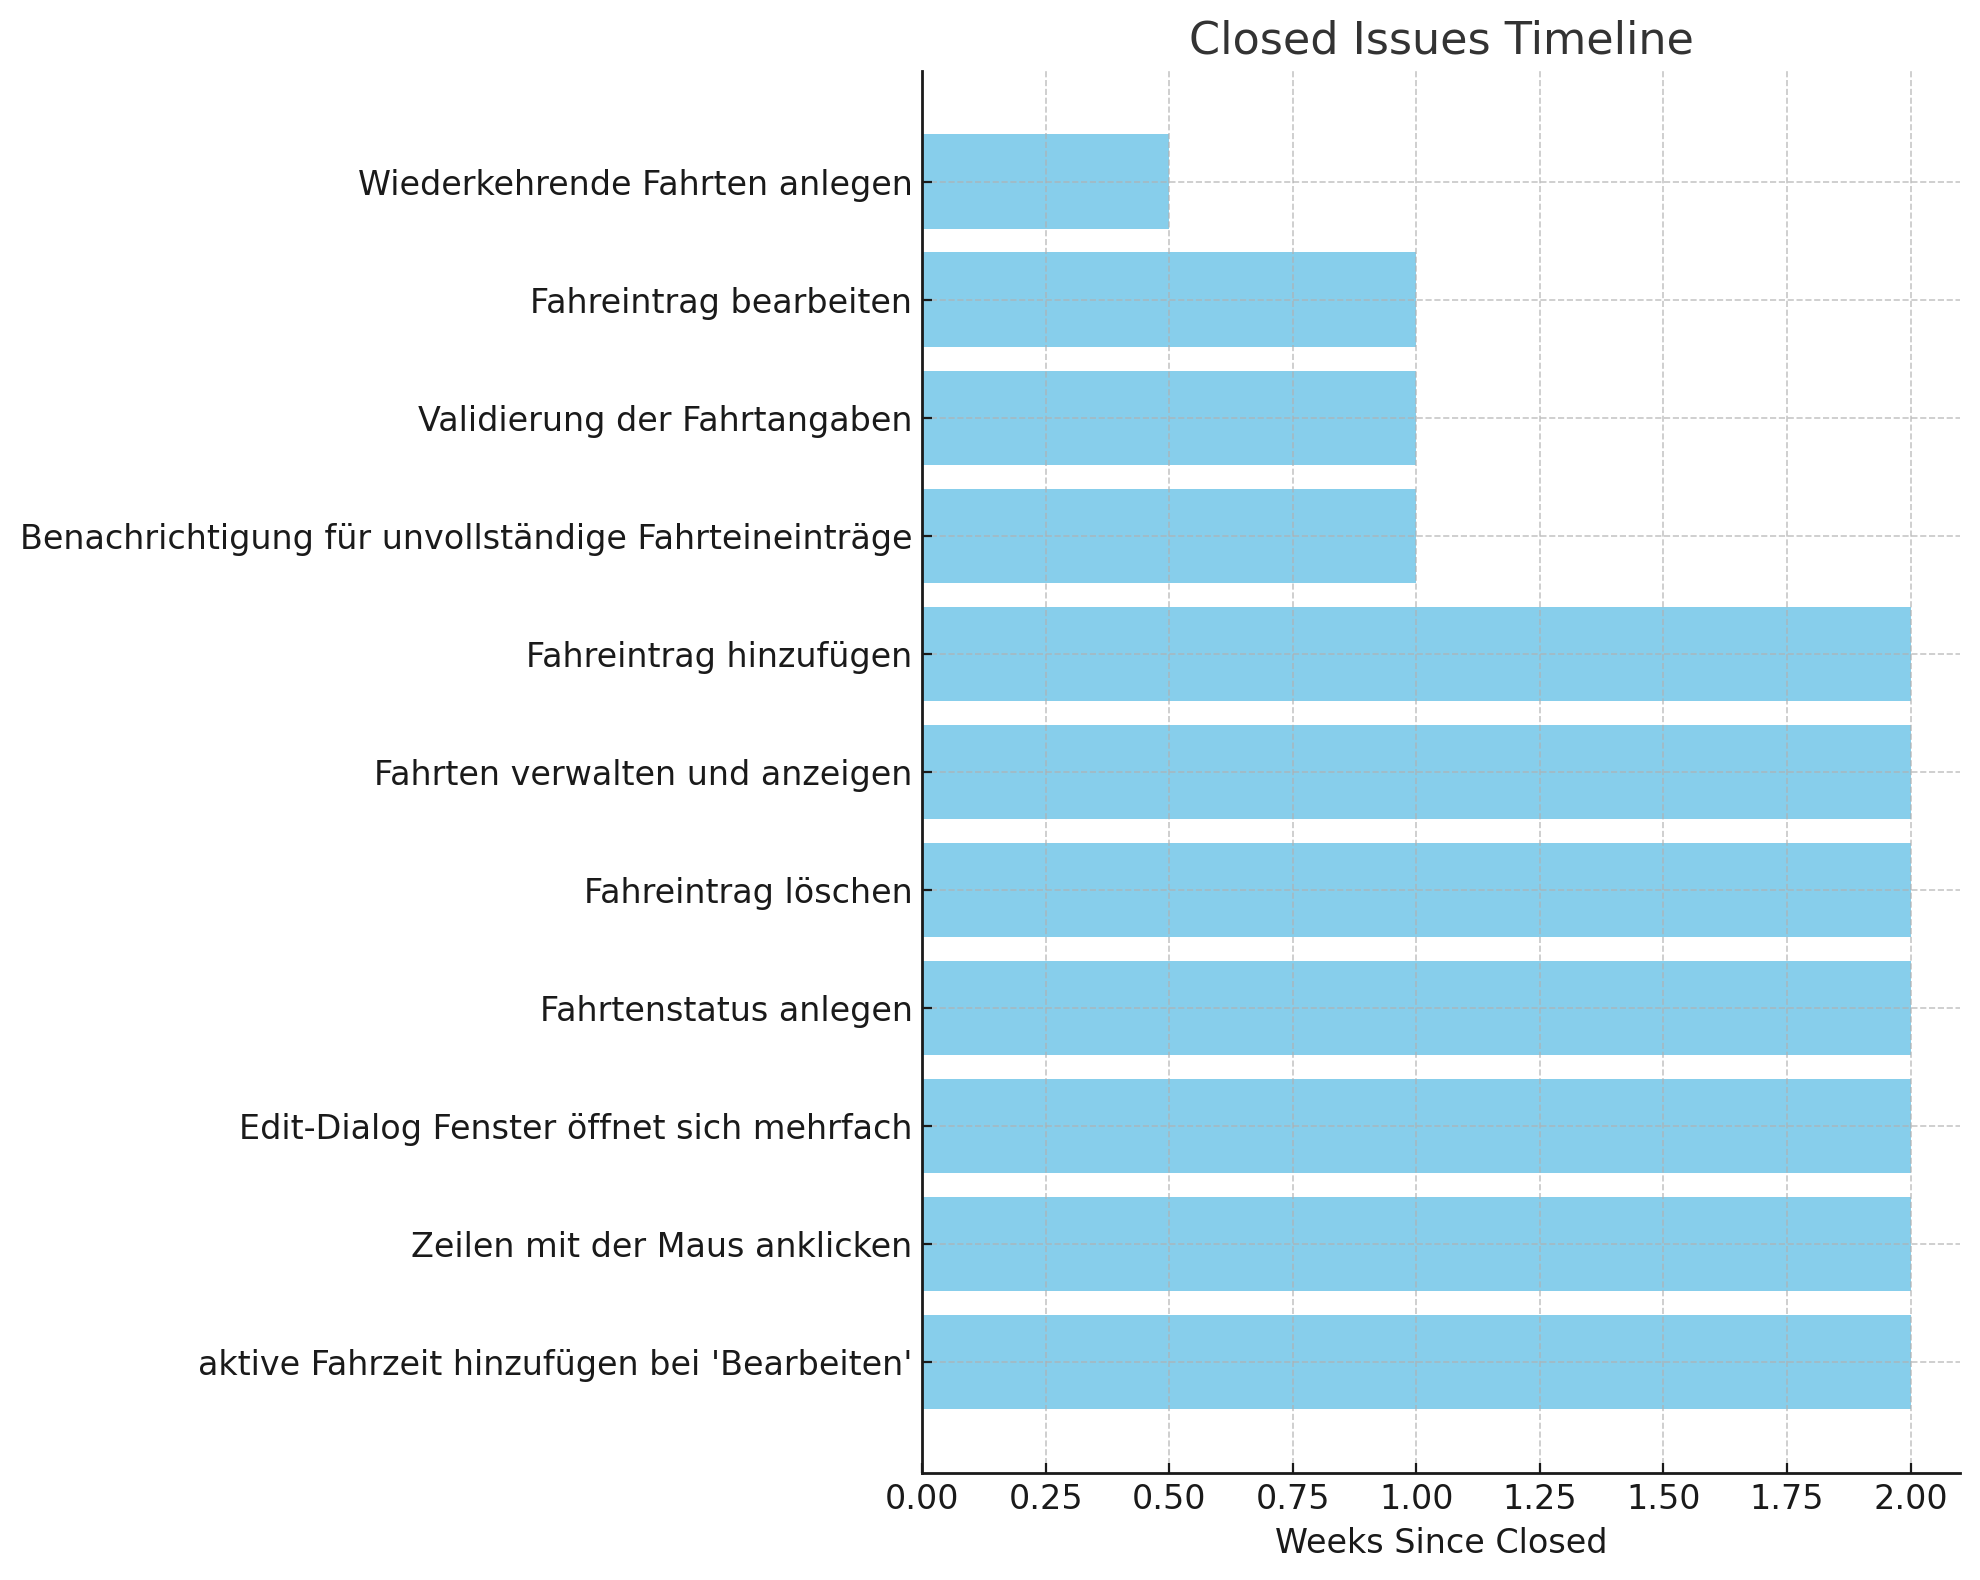 Closed Issues Timeline
Wiederkehrende Fahrten anlegen
Fahreintrag bearbeiten
Validierung der Fahrtangaben
Benachrichtigung für unvollständige Fahrteineinträge
Fahreintrag hinzufügen
Fahrten verwalten und anzeigen
Fahreintrag löschen
Fahrtenstatus anlegen
Edit-Dialog Fenster öffnet sich mehrfach
Zeilen mit der Maus anklicken
aktive Fahrzeit hinzufügen bei 'Bearbeiten'
0.00 0.25 0.50 0.75 1.00 1.25 1.50 1.75 2.00
Weeks Since Closed